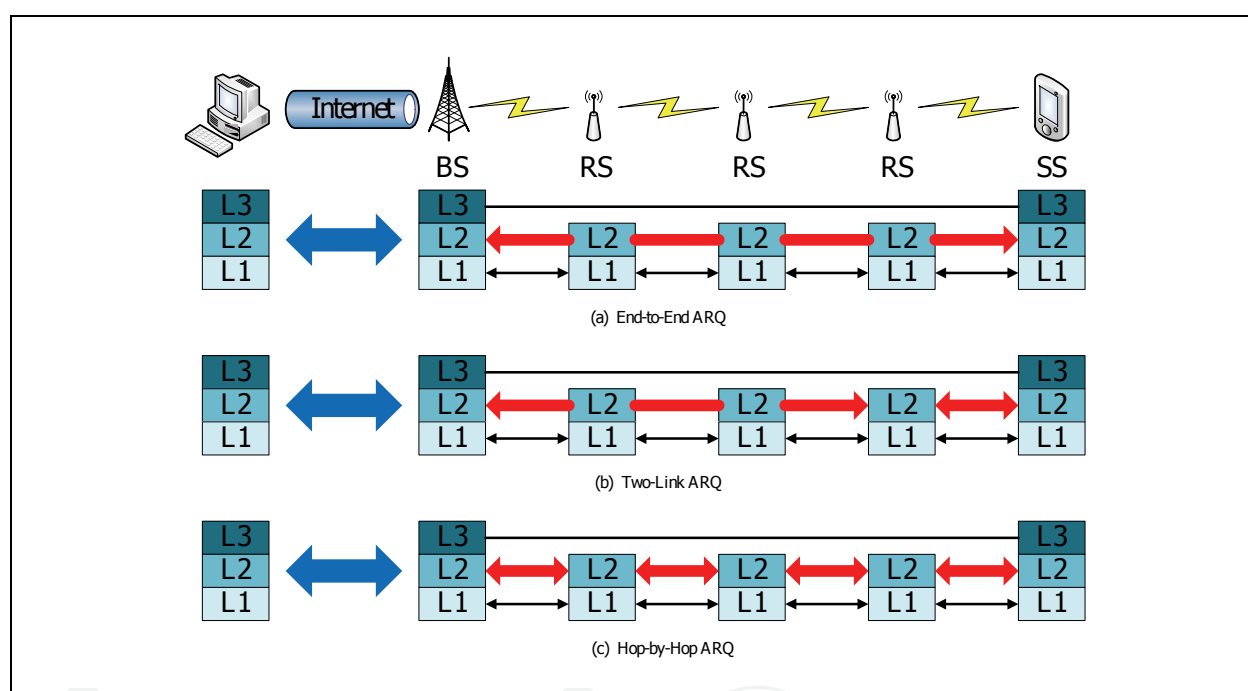 Internet
BS RS RS RS SS
L3 L3 L3
L2 L2 L2 L2 L2 L2
L1 L1 L1 L1 L1 L1
(a) End-to-End ARQ
L3 L3 L3
L2 L2 L2 L2 L2 L2
L1 L1 L1 L1 L1 L1
(b) Two-Link ARQ
L3 L3 L3
L2 L2 L2 L2 L2 L2
L1 L1 L1 L1 L1 L1
(c) Hop-by-Hop ARQ